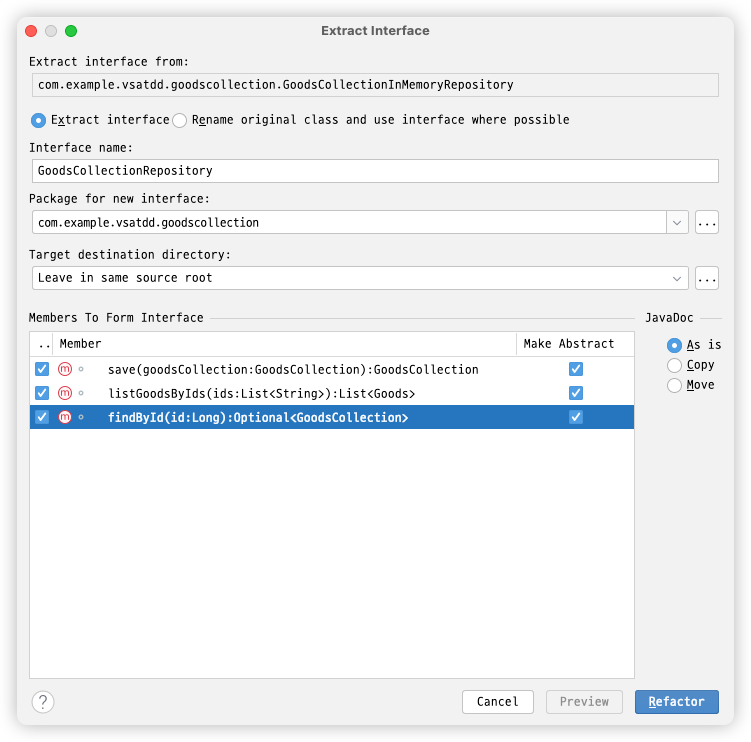 Extract Interface
Extract interface from:
com.example.vsatdd.goodscollection.GoodsCollectionInMemoryRepository
Extract interface Rename original class and use interface where possible
Interface name:
GoodsCollectionRepository
Package for new interface:
com.example.vsatdd.goodscollection
...
Target destination directory:
Leave in same source root
...
Members To Form Interface
.. Member Make Abstract
m save(goodsCollection:GoodsCollection):GoodsCollection
m listGoodsByIds(ids:List<String>):List<Goods>
m findById(id:Long):Optional<GoodsCollection>
JavaDoc
As is
Copy
Move
? Cancel Preview Refactor